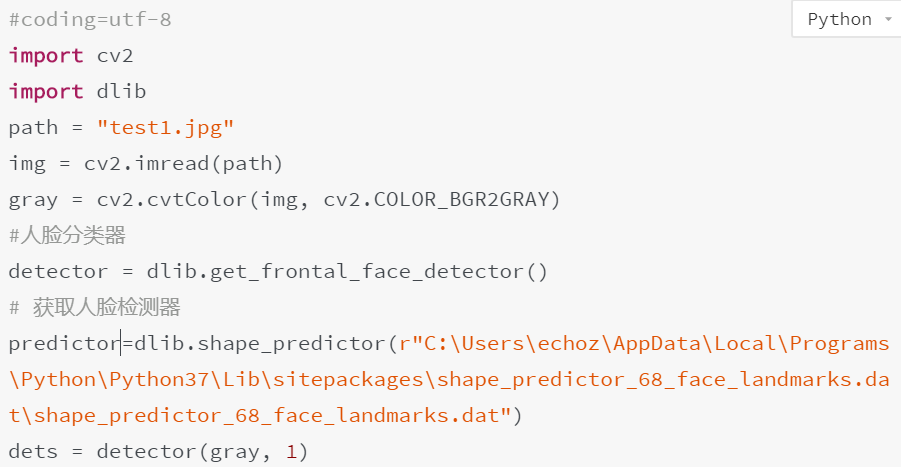 #coding=utf-8
Python
import cv2
import dlib
path = "test1.jpg"
img = cv2.imread(path)
gray = cv2.cvtColor(img, cv2.COLOR_BGR2GRAY)
#人脸分类器
detector = dlib.get_frontal_face_detector()
# 获取人脸检测器
predictor=dlib.shape_predictor(r"C:\Users\echoz\AppData\Local\Programs
\Python\Python37\Lib\sitepackages\shape_predictor_68_face_landmarks.da
t\shape_predictor_68_face_landmarks.dat")
dets = detector(gray, 1)